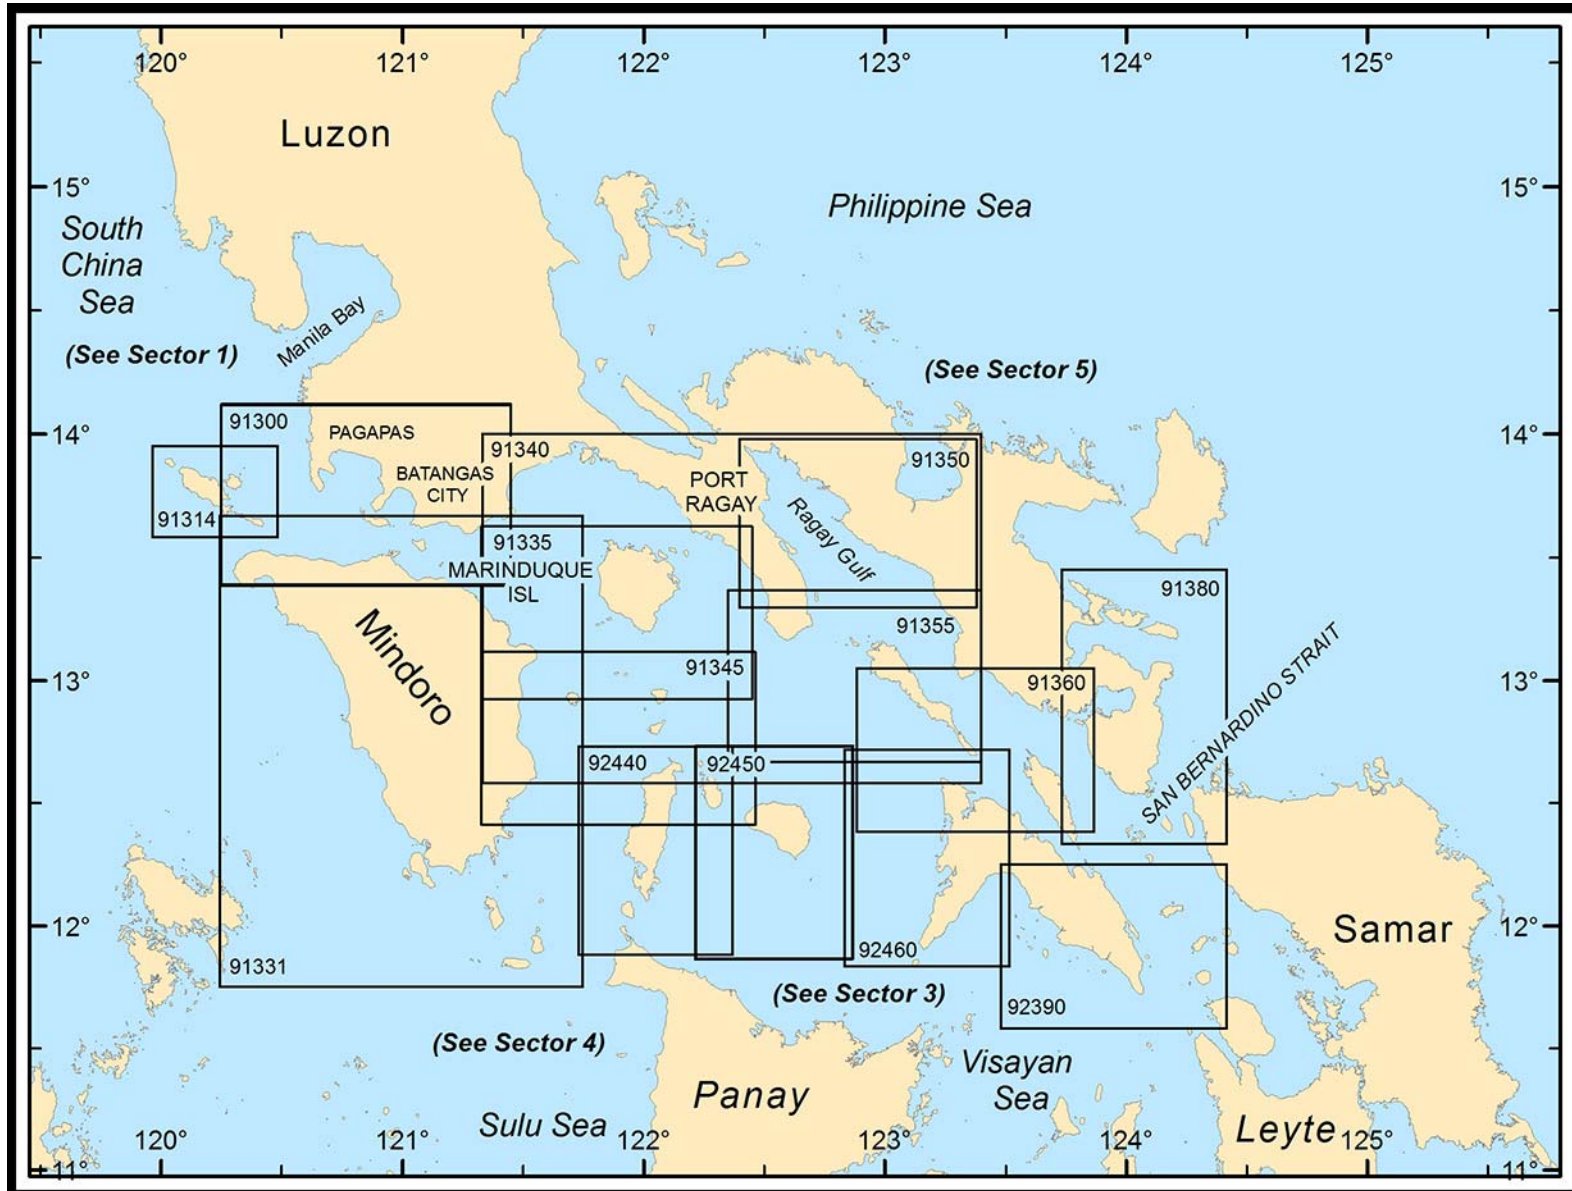 120°
121°
122°
123°
124°
125°
Luzon
15°
15°
Philippine Sea
South
China
Sea
Manila Bay
(See Sector 1)
(See Sector 5)
91300
PAGAPAS
14°
14°
91340
91350
BATANGAS
CITY
PORT
RAGAY
91314
Ragay Gulf
91335
MARINDUQUE
ISL
91380
91355
Mindoro
91345
13°
13°
91360
SAN BERNARDINO STRAIT
92440
92450
12°
12°
Samar
92460
91331
(See Sector 3)
92390
(See Sector 4)
Visayan
Sea
Panay
Sulu Sea
Leyte
120°
121°
122°
123°
124°
125°
11°
11°